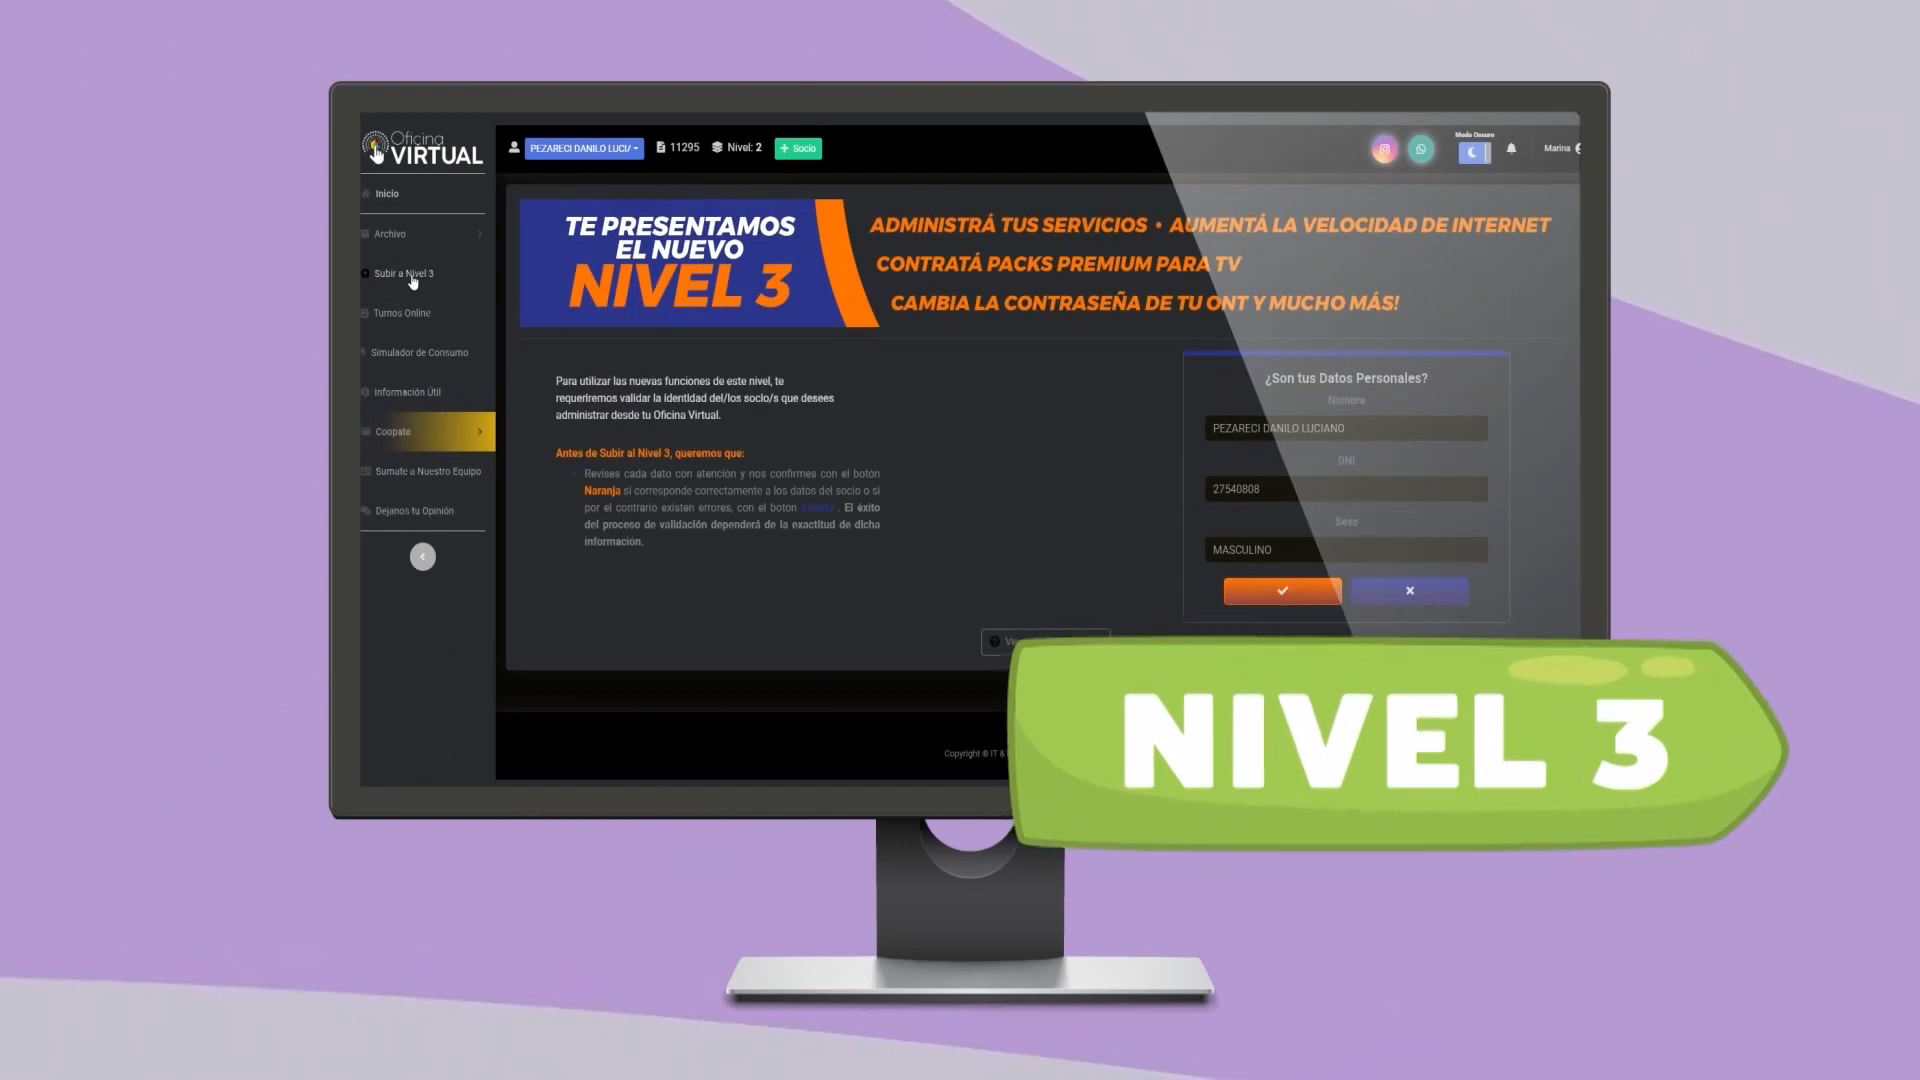 Oficina
VIRTUAL
PEZARECI DANILO LUCI/
11295
Nivel: 2
+ Socio
Modo Oscuro
Marina
Inicio
Archivo
Subir a Nivel 3
Turnos Online
Simulador de Consumo
Información Útil
Coopate
Sumate a Nuestro Equipo
Dejanos tu Opinión
TE PRESENTAMOS
EL NUEVO
NIVEL 3
ADMINISTRÁ TUS SERVICIOS • AUMENTÁ LA VELOCIDAD DE INTERNET
CONTRATÁ PACKS PREMIUM PARA TV
CAMBIA LA CONTRASEÑA DE TU ONT Y MUCHO MÁS!
Para utilizar las nuevas funciones de este nivel, te
requeriremos validar la identidad del/los socio/s que desees
administrar desde tu Oficina Virtual.
Antes de Subir al Nivel 3, queremos que:
Revises cada dato con atención y nos confirmes con el botón
Naranja si corresponde correctamente a los datos del socio o si
por el contrario existen errores, con el botón . El éxito
del proceso de validación dependerá de la exactitud de dicha
información.
¿Son tus Datos Personales?
Nombre
PEZARECI DANILO LUCIANO
DNI
27540808
Sexo
MASCULINO
Copyright © IT &
NIVEL 3